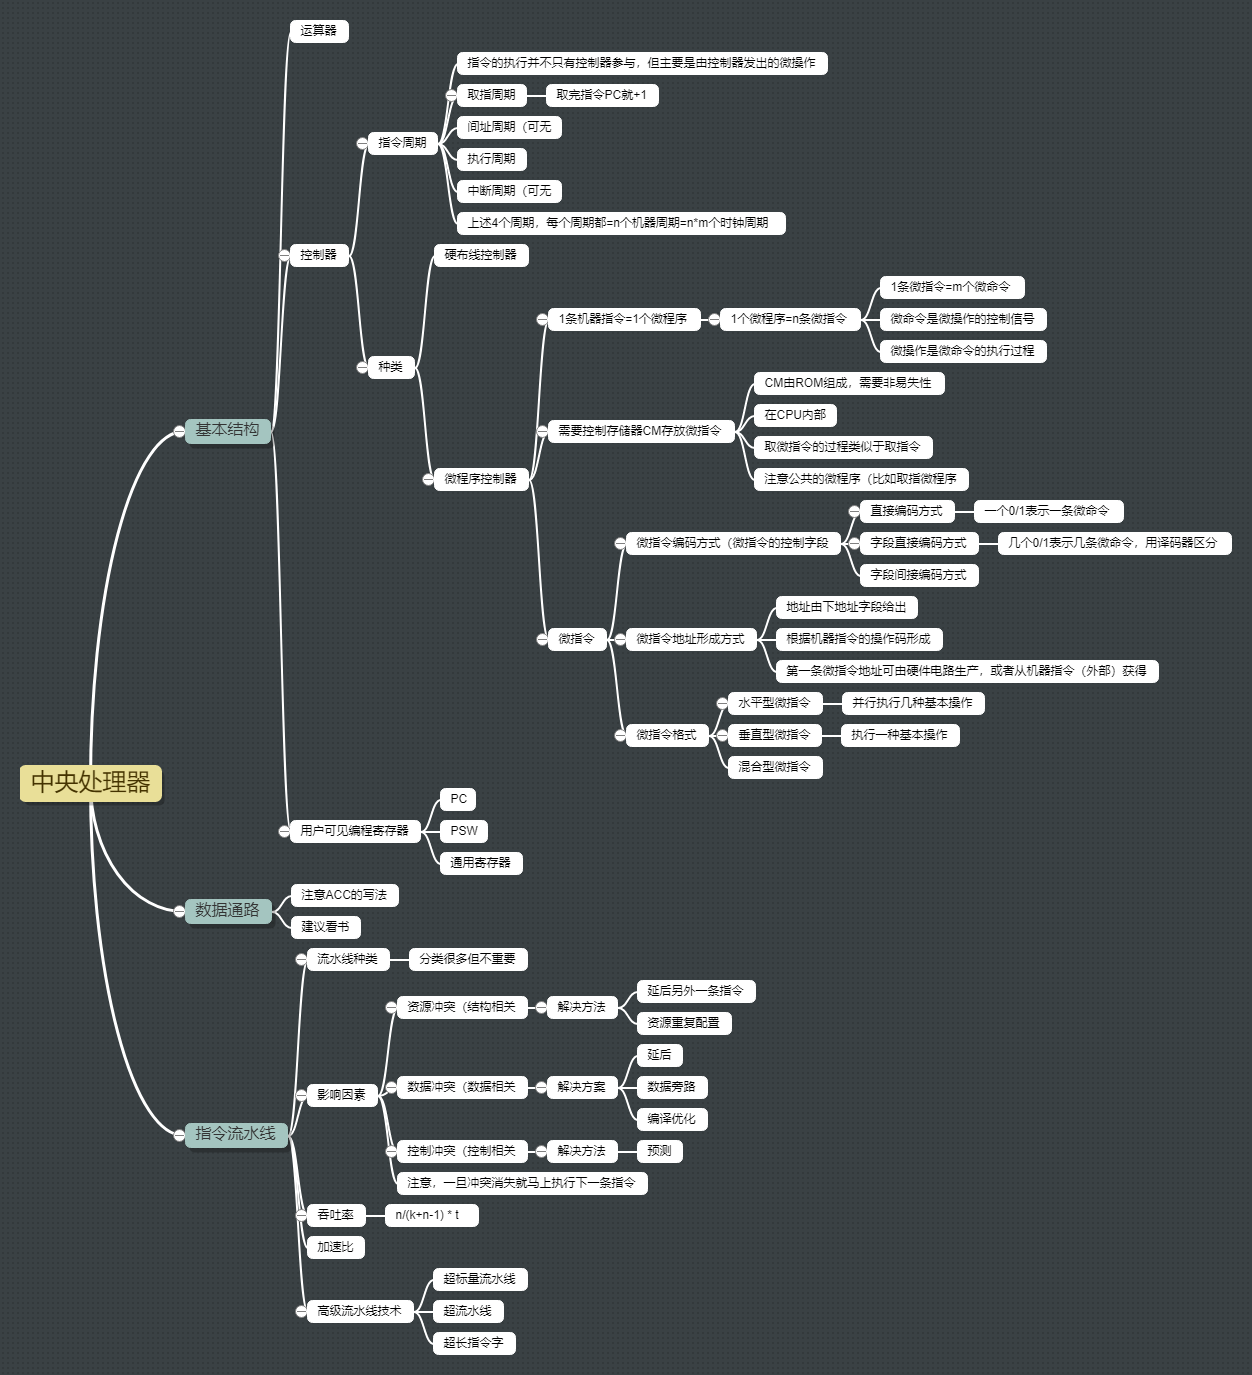 运算器
指令的执行并不只有控制器参与，但主要是由控制器发出的微操作
取指周期
取完指令PC就+1
间址周期（可无
指令周期
执行周期
中断周期（可无
上述4个周期，每个周期都=n个机器周期=n*m个时钟周期
控制器
硬布线控制器
1条微指令=m个微命令
1条机器指令=1个微程序
1个微程序=n条微指令
微命令是微操作的控制信号
微操作是微命令的执行过程
种类
CM由ROM组成，需要非易失性
在CPU内部
基本结构
需要控制存储器CM存放微指令
取微指令的过程类似于取指令
微程序控制器
注意公共的微程序（比如取指微程序
直接编码方式
一个0/1表示一条微命令
微指令编码方式（微指令的控制字段
字段直接编码方式
几个0/1表示几条微命令，用译码器区分
字段间接编码方式
地址由下地址字段给出
微指令
微指令地址形成方式
根据机器指令的操作码形成
第一条微指令地址可由硬件电路生产，或者从机器指令（外部）获得
水平型微指令
并行执行几种基本操作
微指令格式
垂直型微指令
执行一种基本操作
混合型微指令
中央处理器
PC
用户可见编程寄存器
PSW
通用寄存器
注意ACC的写法
数据通路
建议看书
流水线种类
分类很多但不重要
延后另外一条指令
资源冲突（结构相关
解决方法
资源重复配置
延后
影响因素
数据冲突（数据相关
解决方案
数据旁路
编译优化
指令流水线
控制冲突（控制相关
解决方法
预测
注意，一旦冲突消失就马上执行下一条指令
吞吐率
n/(k+n-1) * t
加速比
超标量流水线
高级流水线技术
超流水线
超长指令字